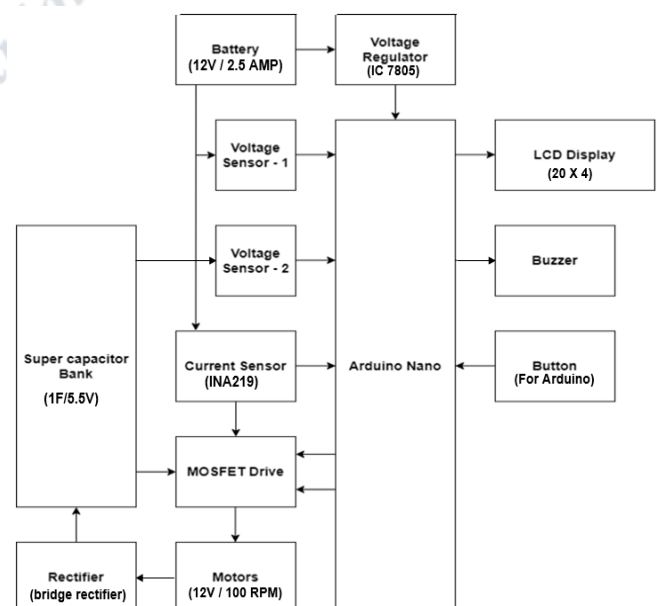 Battery
(12V / 2.5 AMP)
Voltage
Regulator
(IC 7805)
Voltage
Sensor - 1
LCD Display
(20 X 4)
Voltage
Sensor - 2
Buzzer
Super capacitor
Bank
(1F/5.5V)
Current Sensor
(INA219)
Arduino Nano
Button
(For Arduino)
MOSFET Drive
Rectifier
(bridge rectifier)
Motors
(12V / 100 RPM)